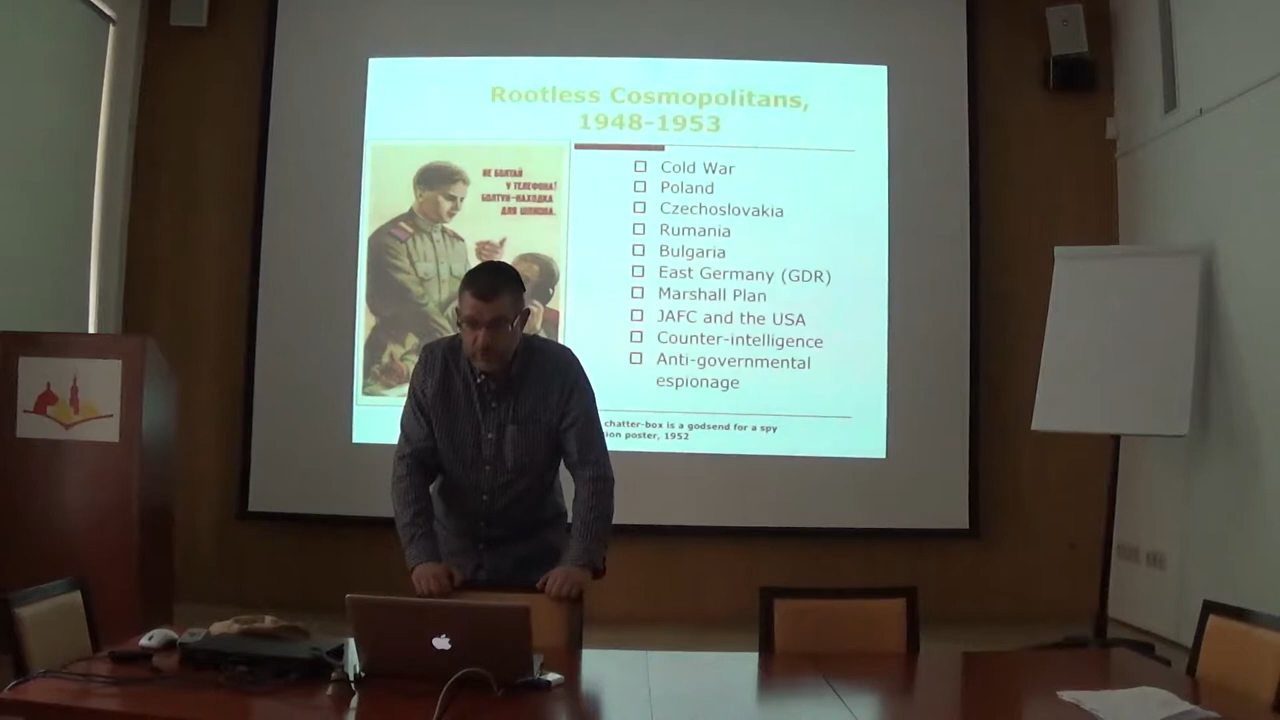 Rootless Cosmopolitans,
1948-1953
НЕ БОЛТАЙ
У ТЕЛЕФОНА!
БОЛТУН-НАХОДКА
ДЛЯ ШПИОНА.
Cold War
Poland
Czechoslovakia
Rumania
Bulgaria
East Germany (GDR)
Marshall Plan
JAFC and the USA
Counter-intelligence
Anti-governmental
espionage
chatter-box is a godsend for a spy
poster, 1952